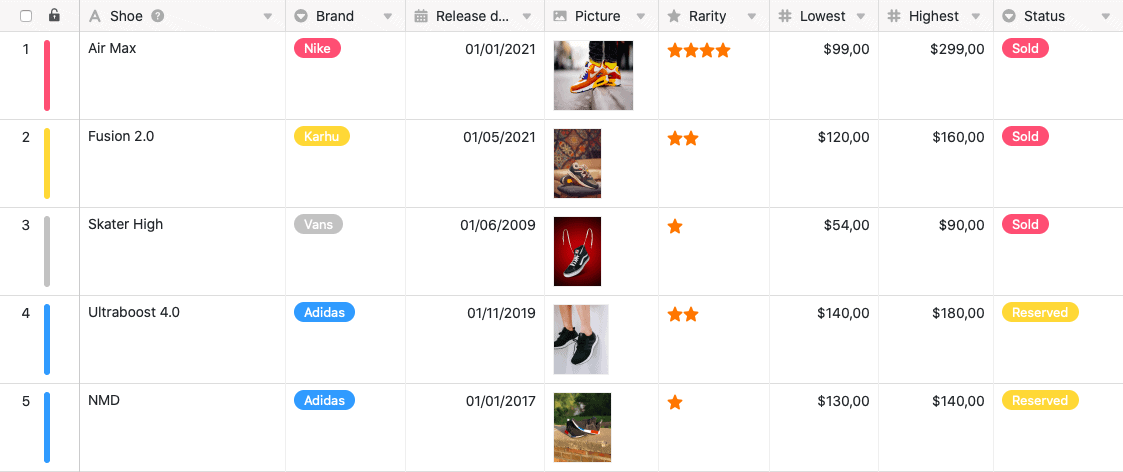 Shoe ? Brand Release d... Picture Rarity Lowest Highest Status
1 Air Max Nike 01/01/2021 $99,00 $299,00 Sold
2 Fusion 2.0 Karhu 01/05/2021 $120,00 $160,00 Sold
3 Skater High Vans 01/06/2009 $54,00 $90,00 Sold
4 Ultraboost 4.0 Adidas 01/11/2019 $140,00 $180,00 Reserved
5 NMD Adidas 01/01/2017 $130,00 $140,00 Reserved